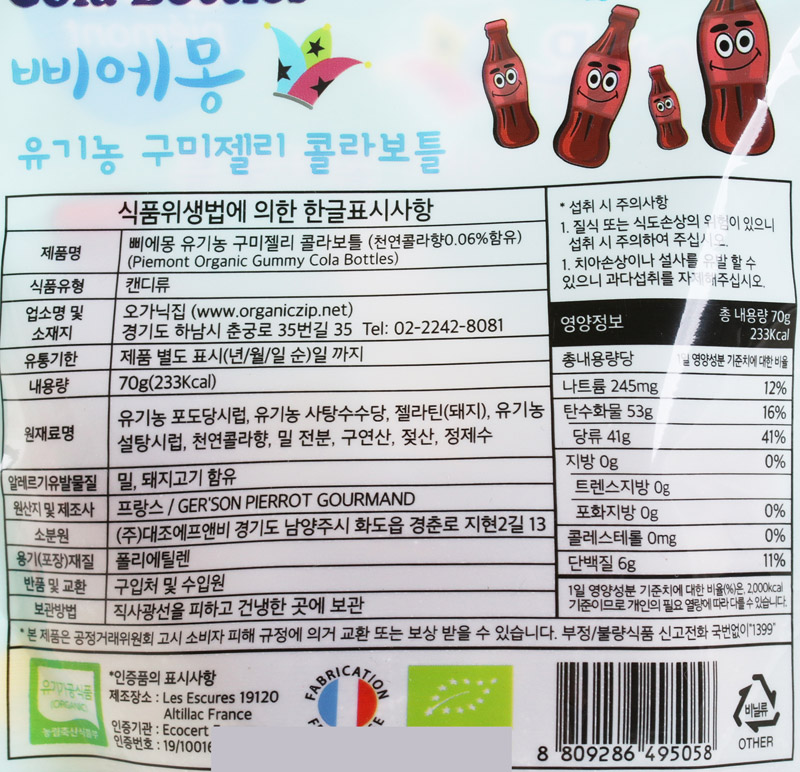 Cola Bottles
삐에몽
유기농 구미젤리 콜라보틀
식품위생법에 의한 한글표시사항
제품명
삐에몽 유기농 구미젤리 콜라보틀 (천연콜라향0.06%함유)
(Piemont Organic Gummy Cola Bottles)
식품유형
캔디류
업소명 및
소재지
오가닉집 (www.organiczip.net)
경기도 하남시 춘궁로 35번길 35 Tel: 02-2242-8081
유통기한
제품 별도 표시(년/월/일 순)일 까지
내용량
70g(233Kcal)
원재료명
유기농 포도당시럽, 유기농 사탕수수당, 젤라틴(돼지), 유기농
설탕시럽, 천연콜라향, 밀 전분, 구연산, 젖산, 정제수
알레르기유발물질
밀, 돼지고기 함유
원산지 및 제조사
프랑스 / GER'SON PIERROT GOURMAND
소분원
(주)대조에프앤비 경기도 남양주시 화도읍 경춘로 지현2길 13
용기(포장)재질
폴리에틸렌
반품 및 교환
구입처 및 수입원
보관방법
직사광선을 피하고 건냉한 곳에 보관
* 섭취 시 주의사항
1. 질식 또는 식도손상의 위험이 있으니
섭취 시 주의하여 주십시오.
1. 치아손상이나 설사를 유발 할 수
있으니 과다섭취를 자제해주십시오.
영양정보
총 내용량 70g
233Kcal
총내용량당
1일 영양성분 기준치에 대한 비율
나트륨 245mg 12%
탄수화물 53g 16%
당류 41g 41%
지방 0g 0%
트렌스지방 0g
포화지방 0g 0%
콜레스테롤 0mg 0%
단백질 6g 11%
1일 영양성분 기준치에 대한 비율(%)은, 2,000kcal
기준이므로 개인의 필요 열량에 따라 다를 수 있습니다.
* 본 제품은 공정거래위원회 고시 소비자 피해 규정에 의거 교환 또는 보상 받을 수 있습니다. 부정/불량식품 신고전화 국번없이"1399"
유기가공식품
(ORGANIC)
농림축산식품부
*인증품의 표시사항
제조장소 : Les Escures 19120
Altillac France
인증기관 : Ecocert
인증번호 : 19/10016
FABRICATION
8 809286 495058
비닐류
OTHER